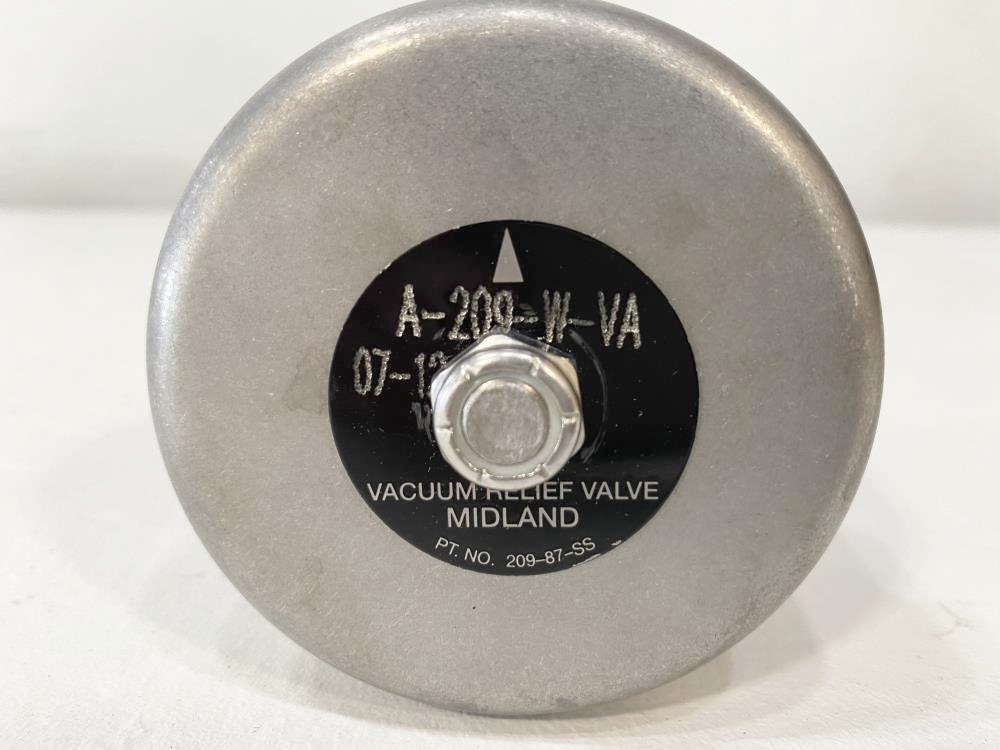 A-209-W-VA
VACUUM RELIEF VALVE
MIDLAND
PT. NO. 209-87-SS